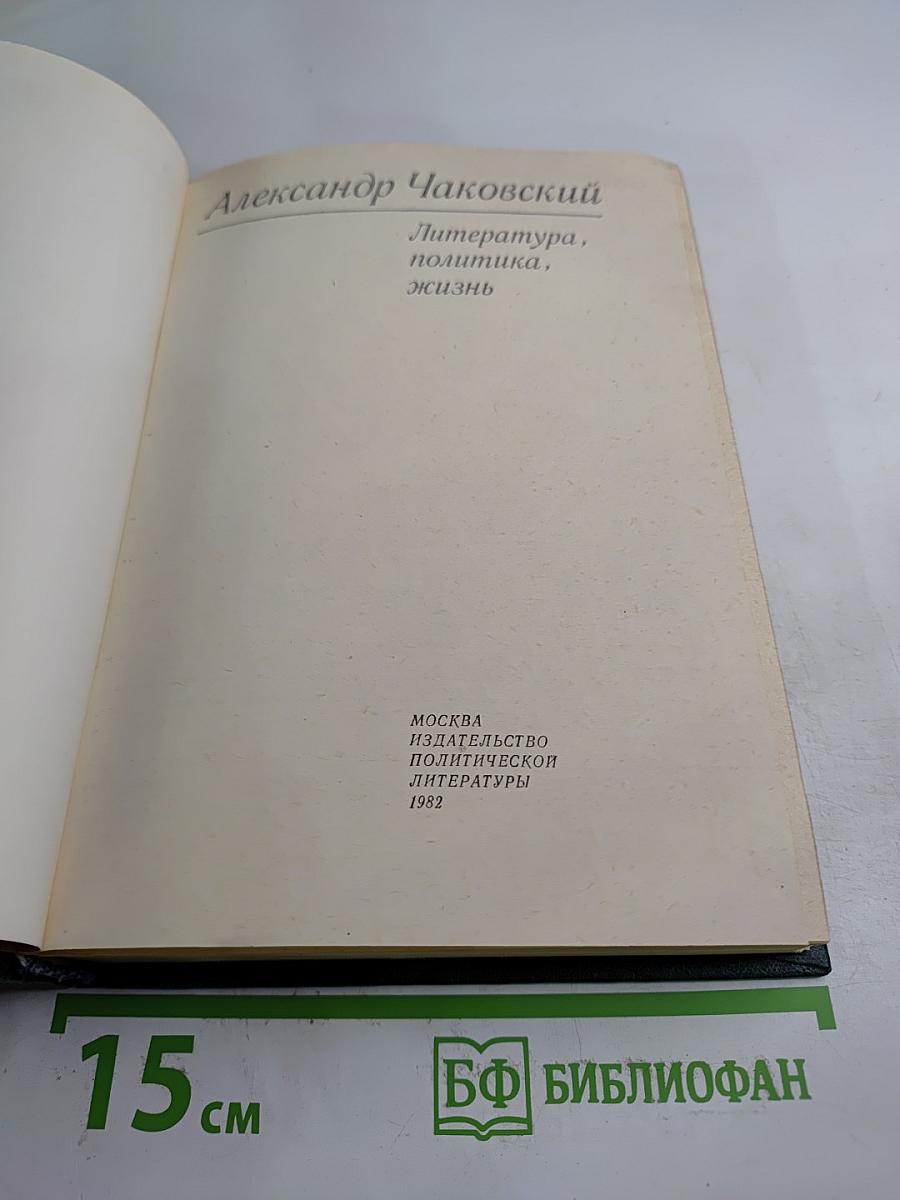 Александр Чаковский
Литература,
политика,
жизнь
МОСКВА
ИЗДАТЕЛЬСТВО
ПОЛИТИЧЕСКОЙ
ЛИТЕРАТУРЫ
1982
15 см
БФ БИБЛИОФАН